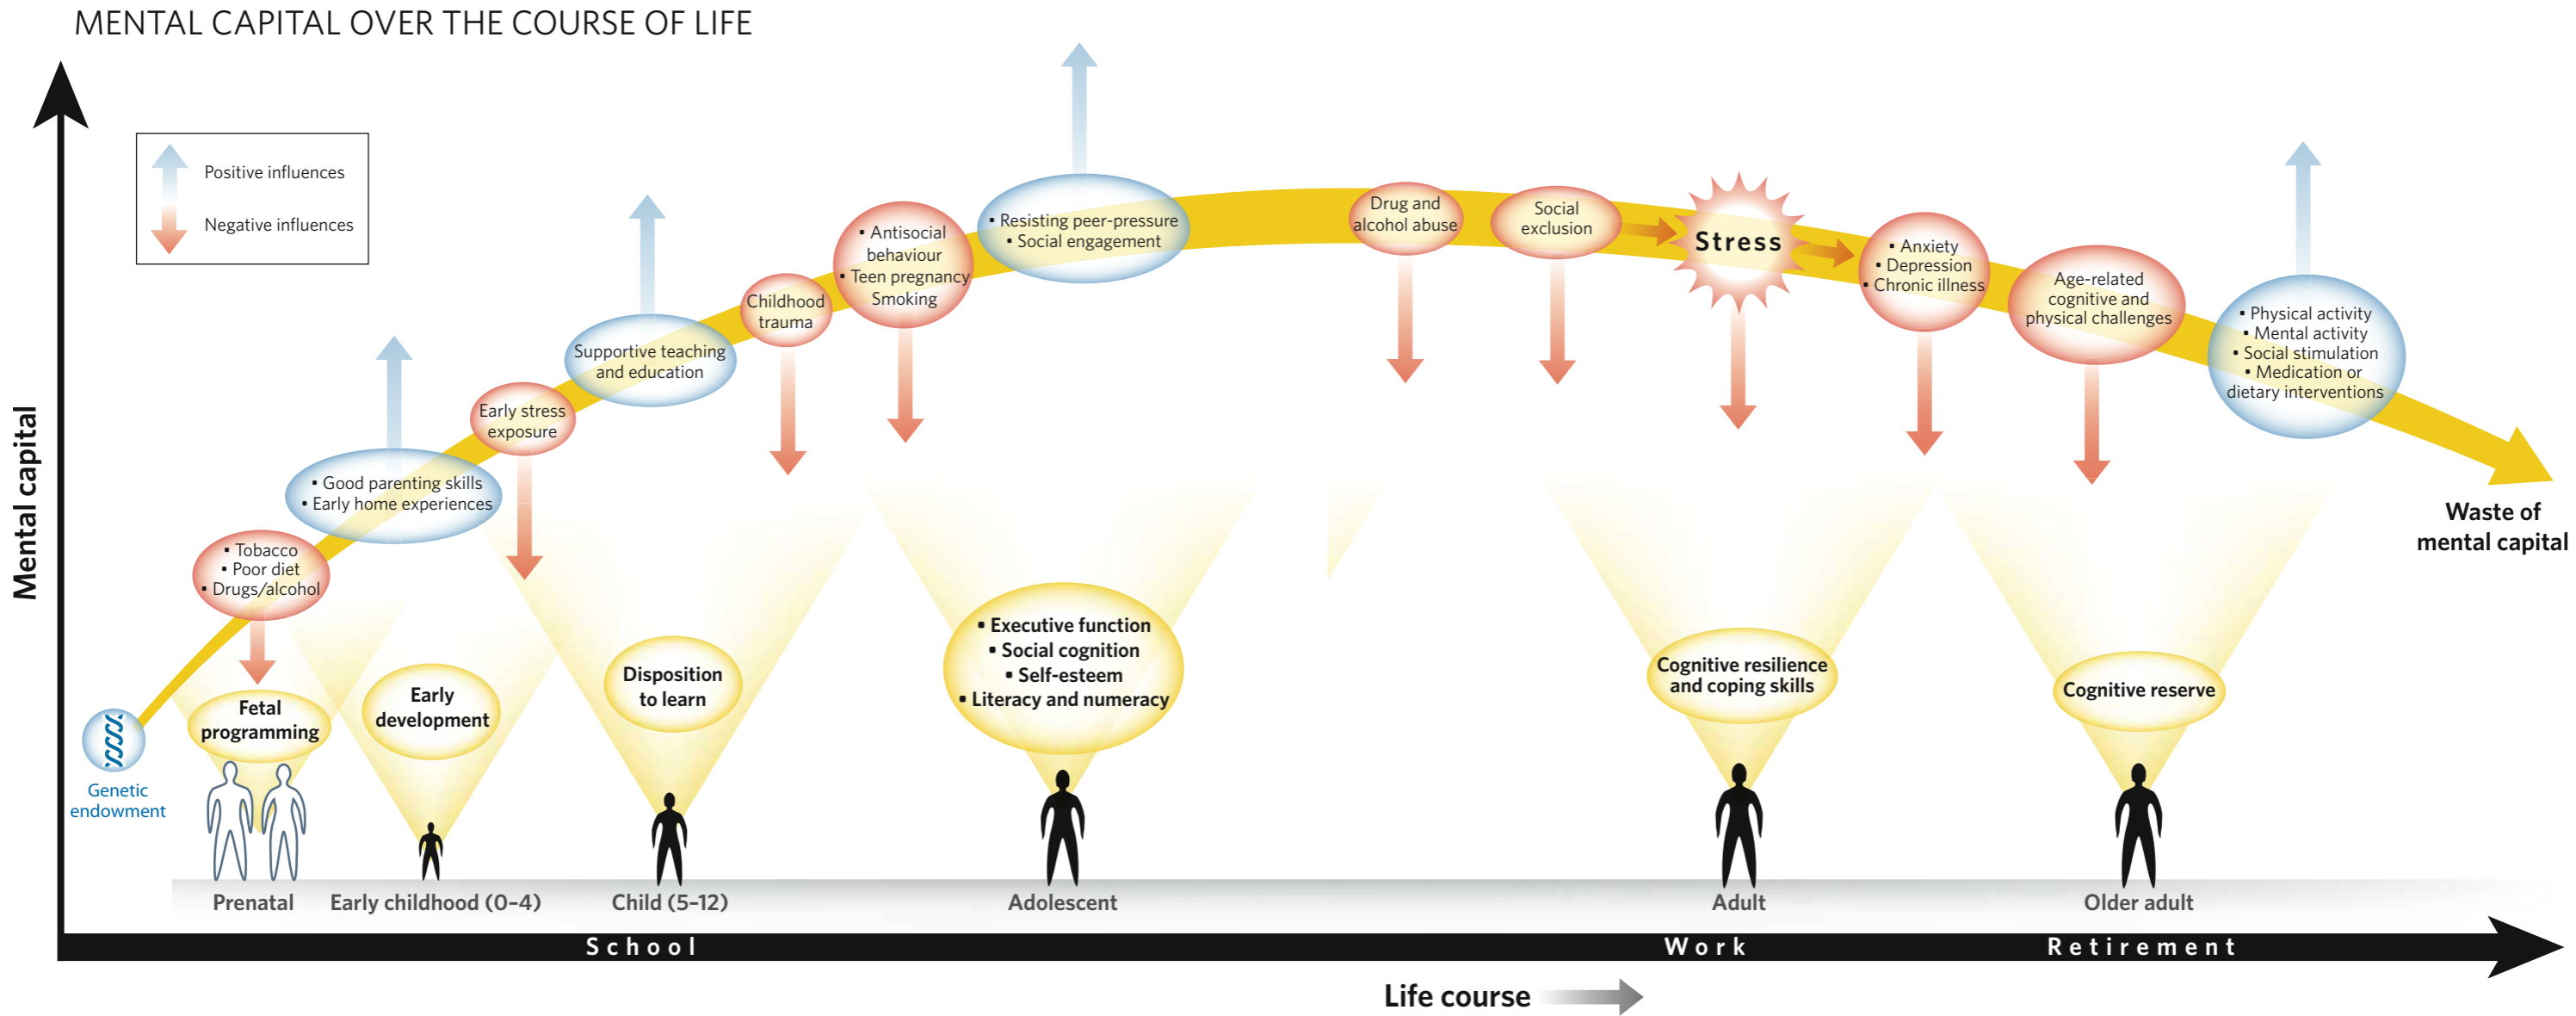 MENTAL CAPITAL OVER THE COURSE OF LIFE
Positive influences
Negative influences
Mental capital
Genetic
endowment
• Tobacco
• Poor diet
• Drugs/alcohol
• Good parenting skills
• Early home experiences
Early stress
exposure
Supportive teaching
and education
Childhood
trauma
• Antisocial
behaviour
• Teen pregnancy
Smoking
• Resisting peer-pressure
• Social engagement
Drug and
alcohol abuse
Social
exclusion
Stress
• Anxiety
• Depression
• Chronic illness
Age-related
cognitive and
physical challenges
• Physical activity
• Mental activity
• Social stimulation
• Medication or
dietary interventions
Waste of
mental capital
Fetal
programming
Early
development
Disposition
to learn
• Executive function
• Social cognition
• Self-esteem
• Literacy and numeracy
Cognitive resilience
and coping skills
Cognitive reserve
Prenatal
Early childhood (0–4)
Child (5–12)
Adolescent
Adult
Older adult
School
Work
Retirement
Life course